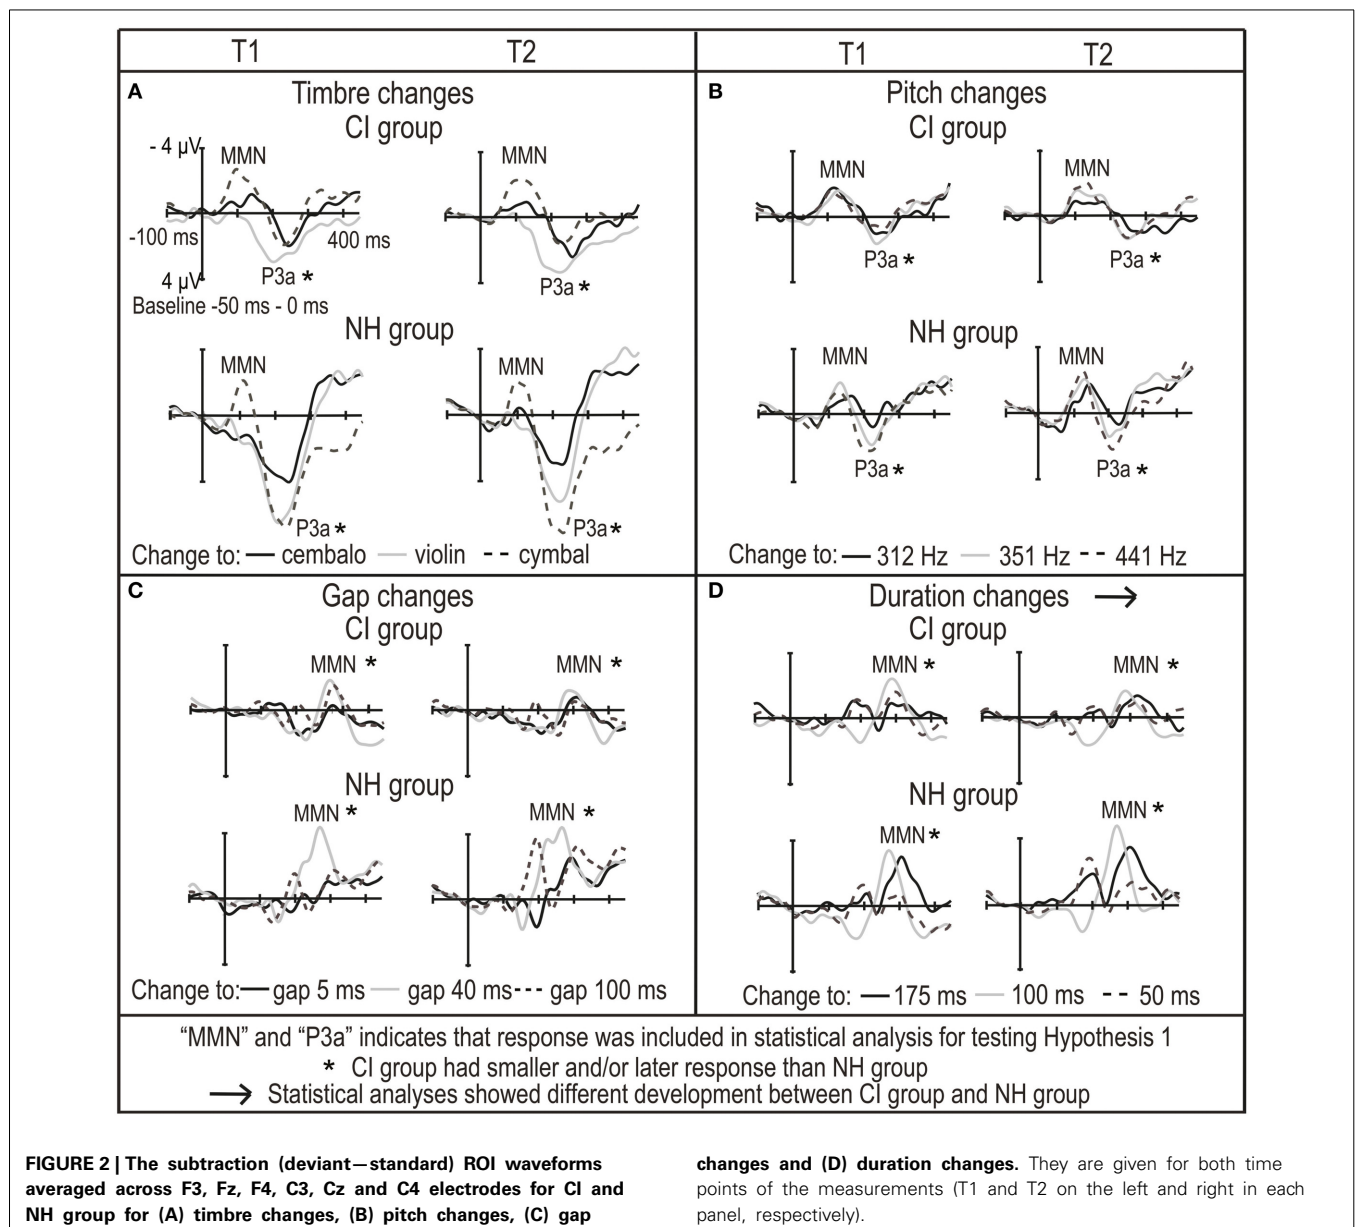 T1
T2
T1
T2
A
Timbre changes
CI group
- 4 µV
MMN
MMN
-100 ms
400 ms
4 µV
P3a *
P3a *
Baseline -50 ms - 0 ms
NH group
MMN
MMN
P3a *
P3a *
Change to: cembalo violin cymbal
B
Pitch changes
CI group
MMN
MMN
P3a *
P3a *
NH group
MMN
MMN
P3a *
P3a *
Change to: 312 Hz 351 Hz 441 Hz
C
Gap changes
CI group
MMN *
MMN *
NH group
MMN *
MMN *
Change to: gap 5 ms gap 40 ms gap 100 ms
D
Duration changes →
CI group
MMN *
MMN *
NH group
MMN *
MMN *
Change to: 175 ms 100 ms 50 ms
“MMN” and “P3a” indicates that response was included in statistical analysis for testing Hypothesis 1
* CI group had smaller and/or later response than NH group
→ Statistical analyses showed different development between CI group and NH group
FIGURE 2 | The subtraction (deviant—standard) ROI waveforms
averaged across F3, Fz, F4, C3, Cz and C4 electrodes for CI and
NH group for (A) timbre changes, (B) pitch changes, (C) gap
changes and (D) duration changes. They are given for both time
points of the measurements (T1 and T2 on the left and right in each
panel, respectively).